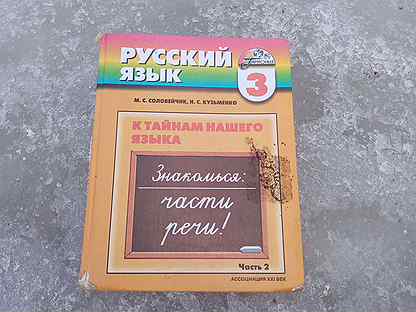 РУССКИЙ
ЯЗЫК
3
М. С. СОЛОВЕЙЧИК, Н. С. КУЗЬМЕНКО
К ТАЙНАМ НАШЕГО
ЯЗЫКА
Знакомься:
части
речи!
Часть 2
АССОЦИАЦИЯ XXI ВЕК